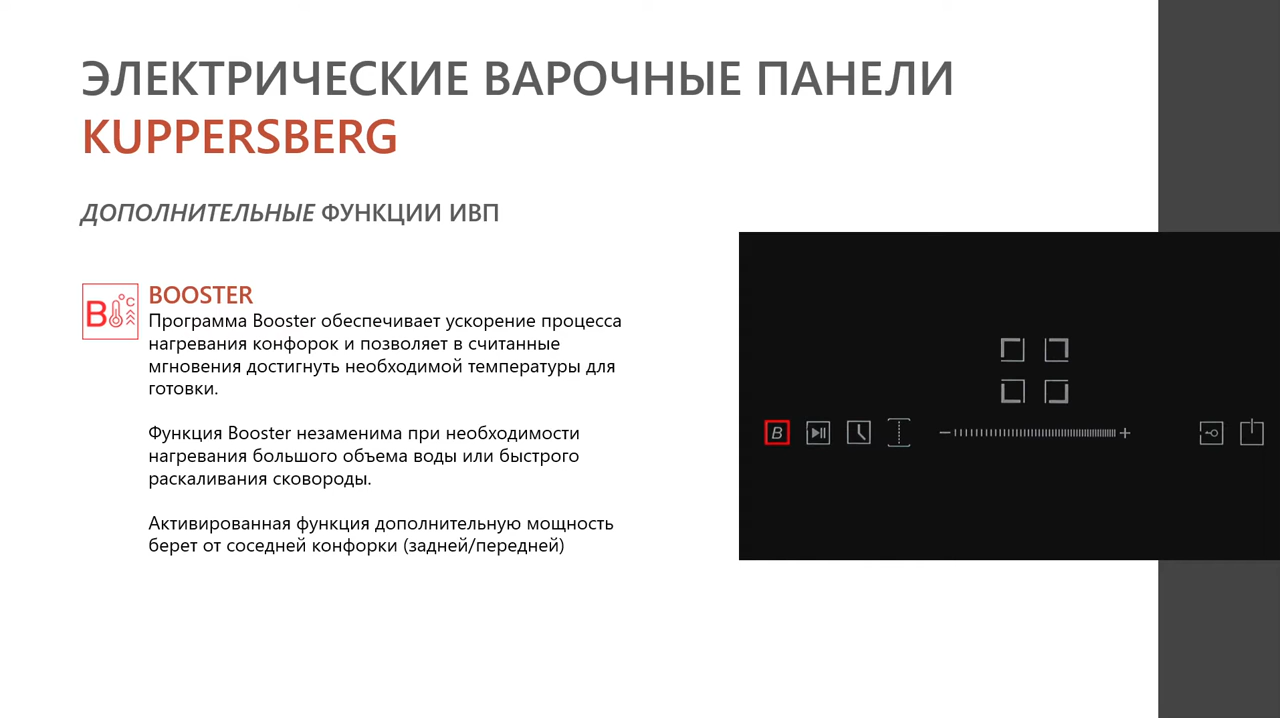 ЭЛЕКТРИЧЕСКИЕ ВАРОЧНЫЕ ПАНЕЛИ
KUPPERSBERG
ДОПОЛНИТЕЛЬНЫЕ ФУНКЦИИ ИВП
B °C
BOOSTER
Программа Booster обеспечивает ускорение процесса
нагревания конфорок и позволяет в считанные
мгновения достигнуть необходимой температуры для
готовки.
Функция Booster незаменима при необходимости
нагревания большого объема воды или быстрого
раскаливания сковороды.
Активированная функция дополнительную мощность
берет от соседней конфорки (задней/передней)
B
− +